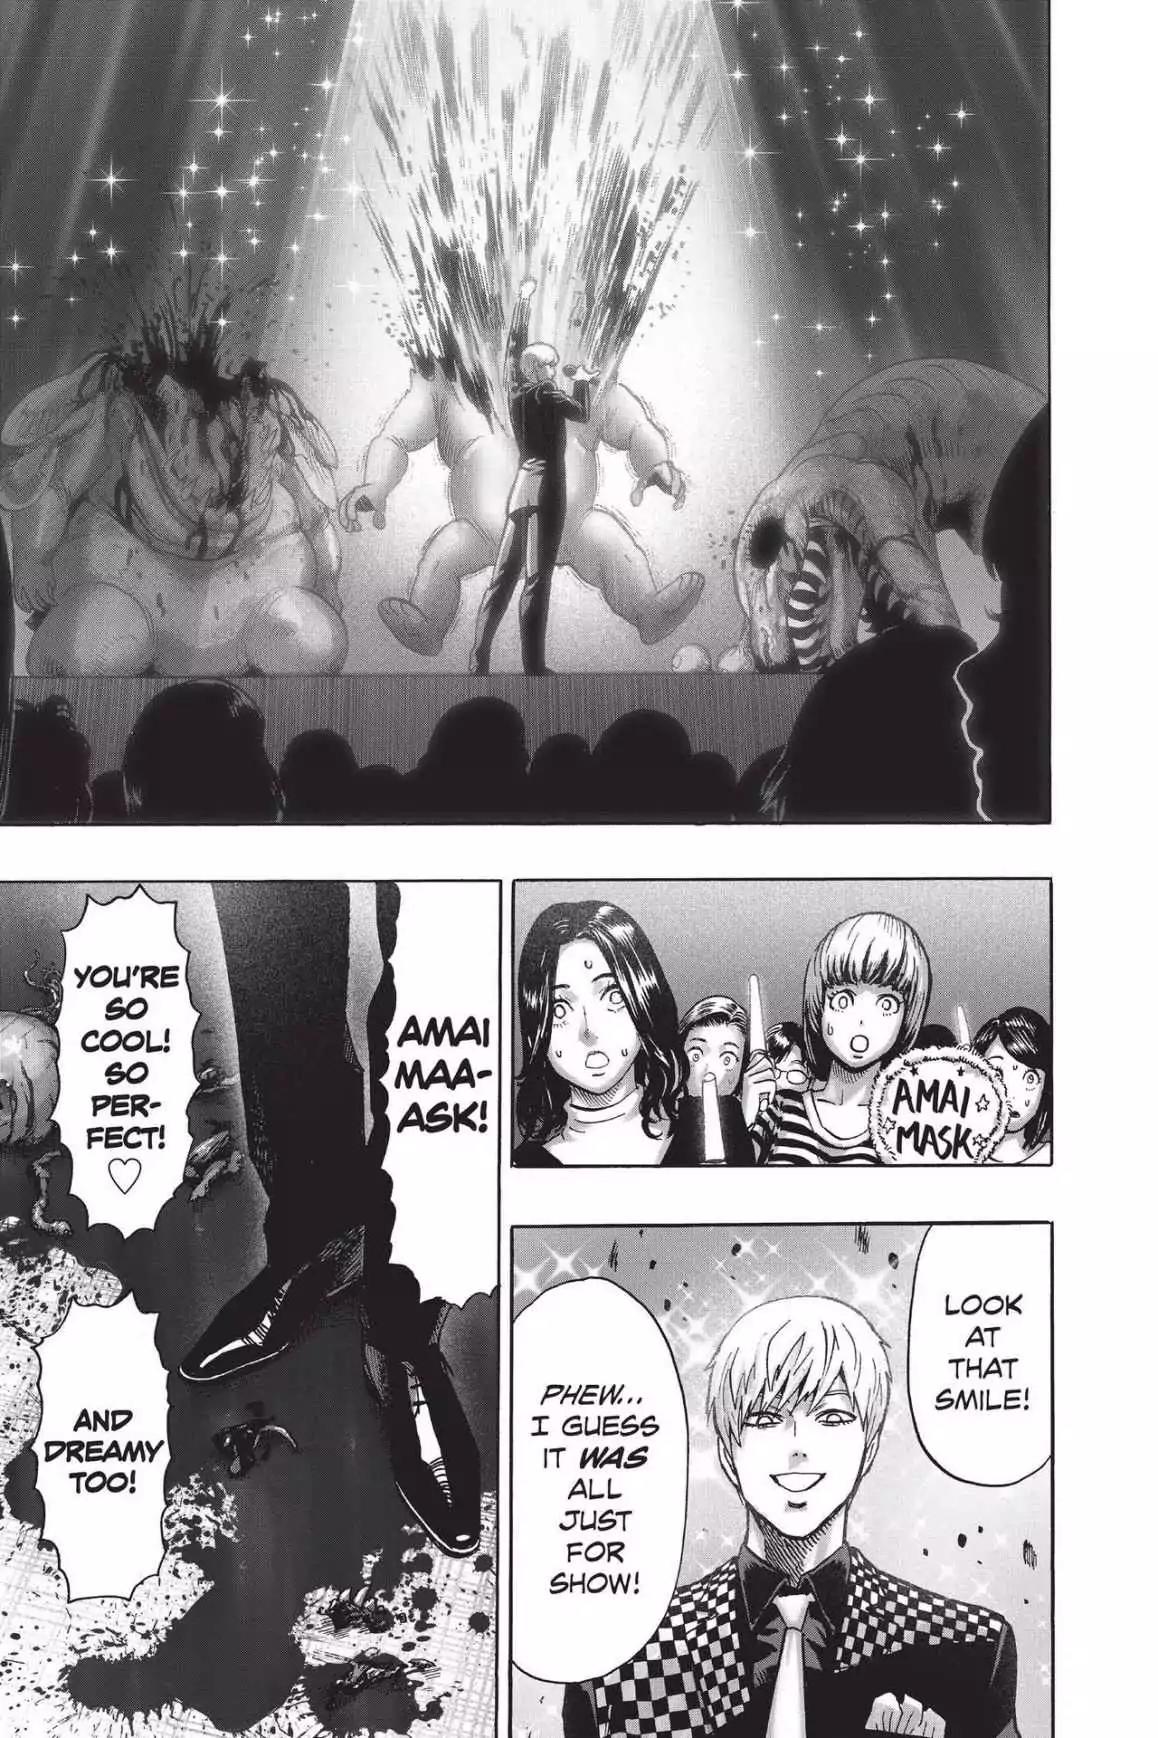 AMAI
MASK
LOOK
AT
THAT
SMILE!
PHEW...
I GUESS
IT WAS
ALL
JUST
FOR
SHOW!
AMAI
MAA-
ASK!
YOU'RE
SO
COOL!
SO
PER-
FECT!
♡
AND
DREAMY
TOO!